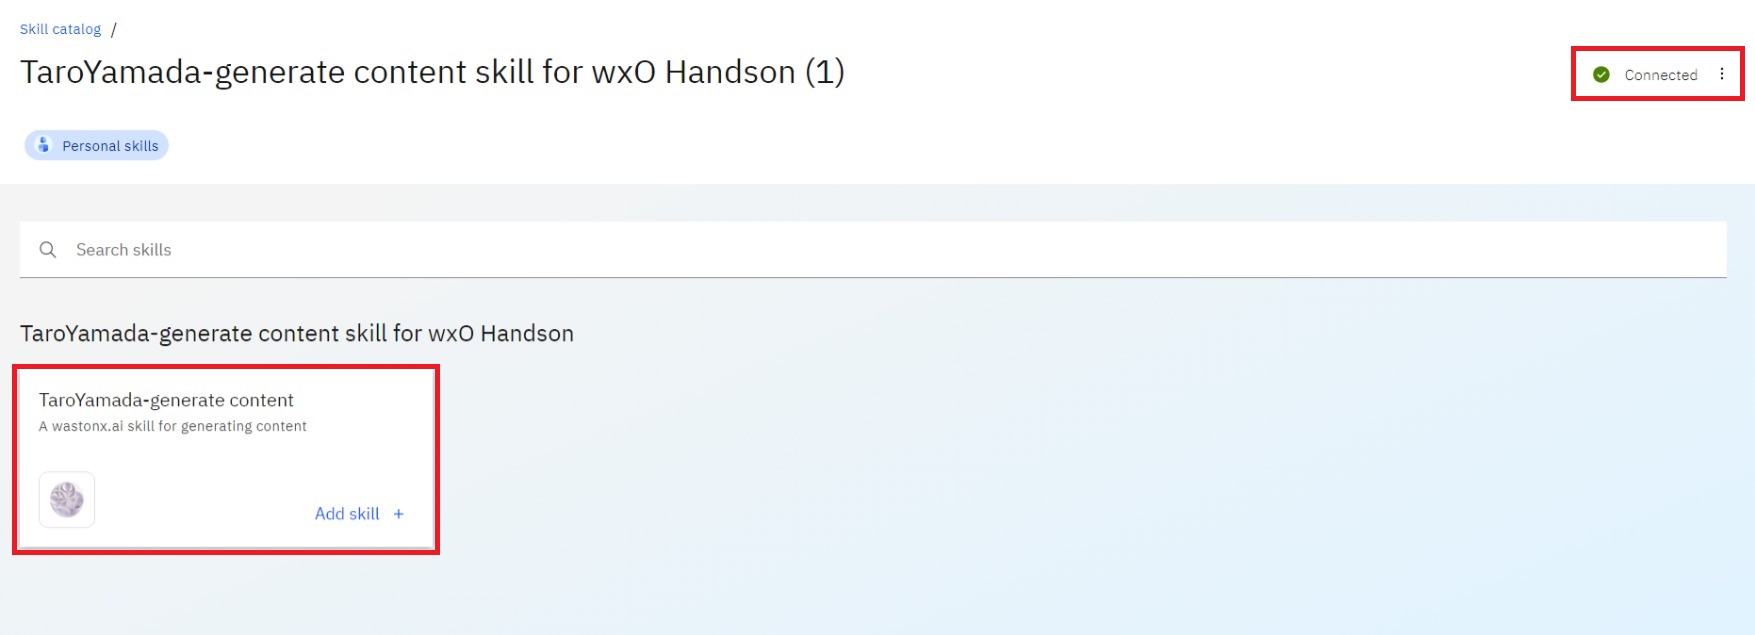 Skill catalog /
TaroYamada-generate content skill for wxO Handson (1)
Connected
Personal skills
Search skills
TaroYamada-generate content skill for wxO Handson
TaroYamada-generate content
A wastonx.ai skill for generating content
Add skill +